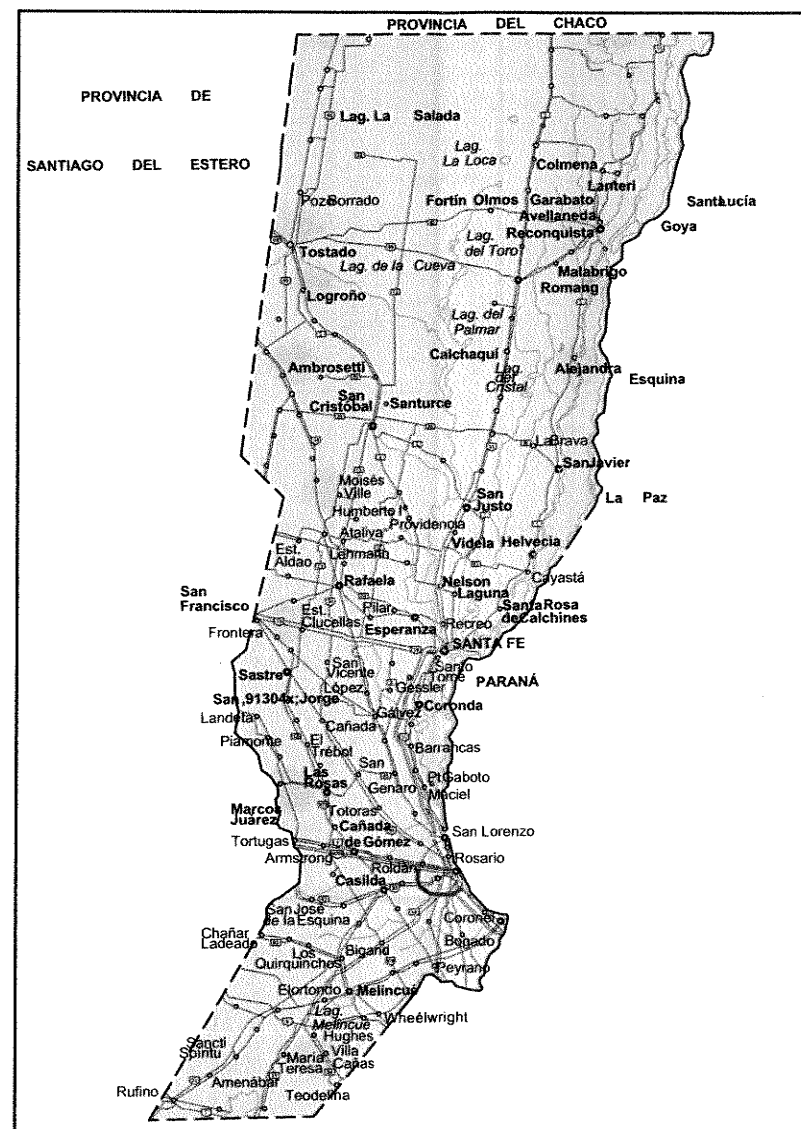 PROVINCIA DEL CHACO
PROVINCIA DE
SANTIAGO DEL ESTERO
Lag. La Salada
Lag.
La Loca
Colmena
Lanteri
Pozo Borrado
Fortín Olmos
Garabato
Avellaneda
Reconquista
Santa Lucía
Goya
Tostado
Lag.
del Toro
Lag. de la Cueva
Malabrigo
Romang
Logroño
Lag. del
Palmar
Calchaquí
Ambrosetti
Lag.
del
Cristal
Alejandra
Esquina
San
Cristóbal
Santurce
La Brava
San Javier
Moisés
Ville
San
Justo
La Paz
Humberto Iº
Providencia
Ataliva
Videla
Helvecia
Est.
Aldao
Lehmann
Cayastá
Rafaela
Nelson
Laguna
San
Francisco
Est.
Clucellas
Pilar
Santa Rosa
de Calchines
Frontera
Esperanza
Recreo
SANTA FE
San
Vicente
Santo
Tomé
Sastre
PARANÁ
López
Gessler
San ,91304x;Jorge
Coronda
Landeta
Gálvez
Cañada
Piamonte
El
Trébol
Barrancas
San
Genaro
Las
Rosas
Pt.Gaboto
Maciel
Marcos
Juárez
Totoras
Cañada
de Gómez
San Lorenzo
Tortugas
Armstrong
Roldán
Rosario
Casilda
San José
de la Esquina
Coronel
Bogado
Chañar
Ladeado
Los
Quirquinchos
Bigand
Peyrano
Elortondo
Melincué
Lag.
Melincué
Wheelwright
Hughes
Sancti
Spiritu
María
Teresa
Villa
Cañas
Amenábar
Rufino
Teodelina